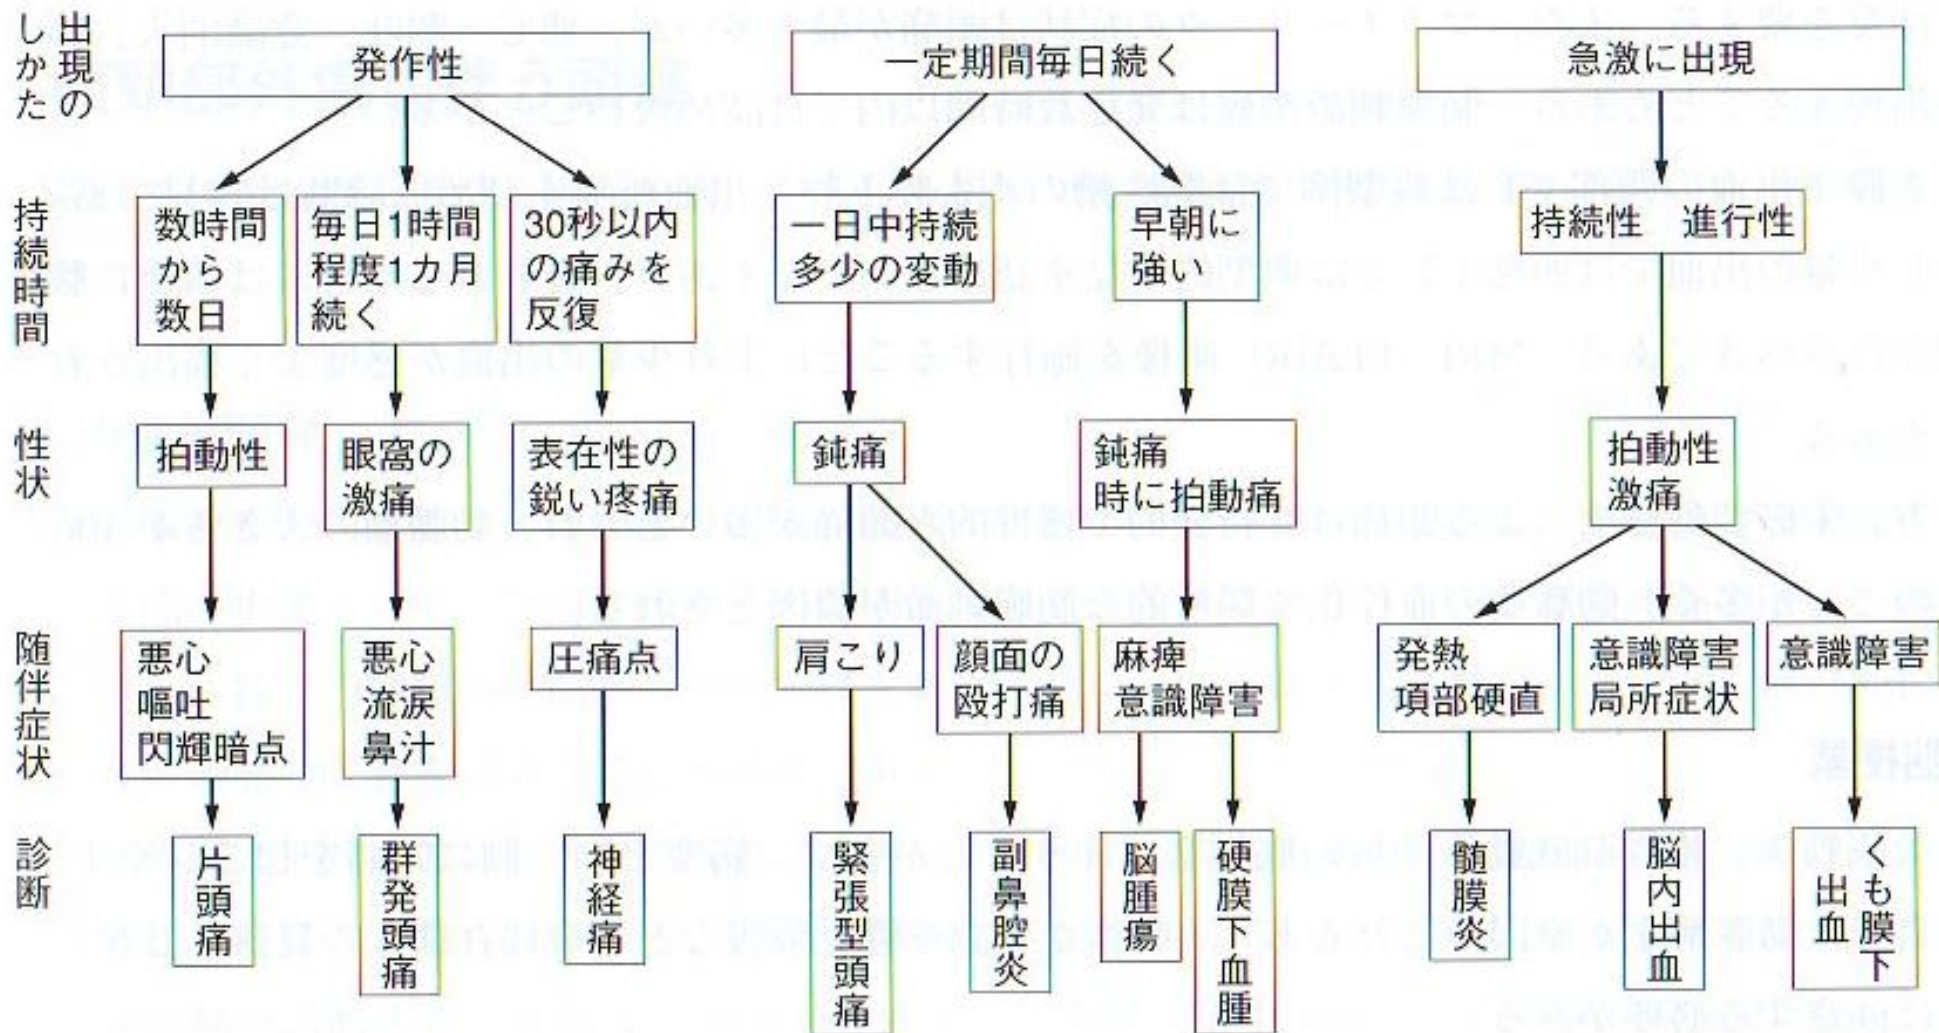 出現の
しかた
発作性
一定期間毎日続く
急激に出現
持続時間
数時間
から
数日
毎日1時間
程度1カ月
続く
30秒以内
の痛みを
反復
一日中持続
多少の変動
早朝に
強い
持続性 進行性
性状
拍動性
眼窩の
激痛
表在性の
鋭い疼痛
鈍痛
鈍痛
時に拍動痛
拍動性
激痛
随伴症状
悪心
嘔吐
閃輝暗点
悪心
流涙
鼻汁
圧痛点
肩こり
顔面の
殴打痛
麻痺
意識障害
発熱
項部硬直
意識障害
局所症状
意識障害
診断
片頭痛
群発頭痛
神経痛
緊張型頭痛
副鼻腔炎
脳腫瘍
硬膜下血腫
髄膜炎
脳内出血
くも膜下
出血